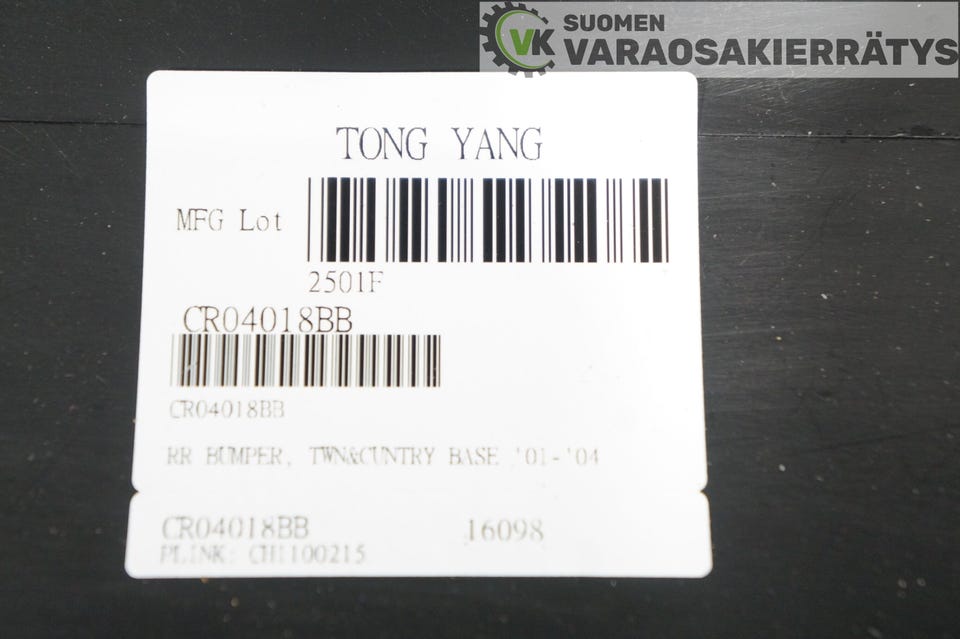 VK SUOMEN
VARAOSAKIERRÄTYS
TONG YANG
MFG Lot
2501F
CR04018BB
CR04018BB
RR BUMPER, TWN&CUNTRY BASE '01-'04
CR04018BB 16098
PLINK: CH1100215